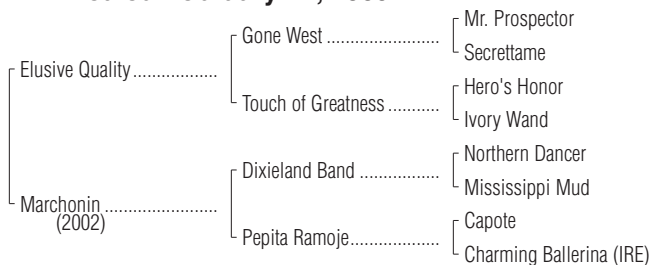 Gone West ........................... Mr. Prospector
Secrettame
Elusive Quality ....................
Touch of Greatness ............ Hero's Honor
Ivory Wand
Dixieland Band ................... Northern Dancer
Mississippi Mud
Marchonin ...........................
(2002)
Pepita Ramoje..................... Capote
Charming Ballerina (IRE)